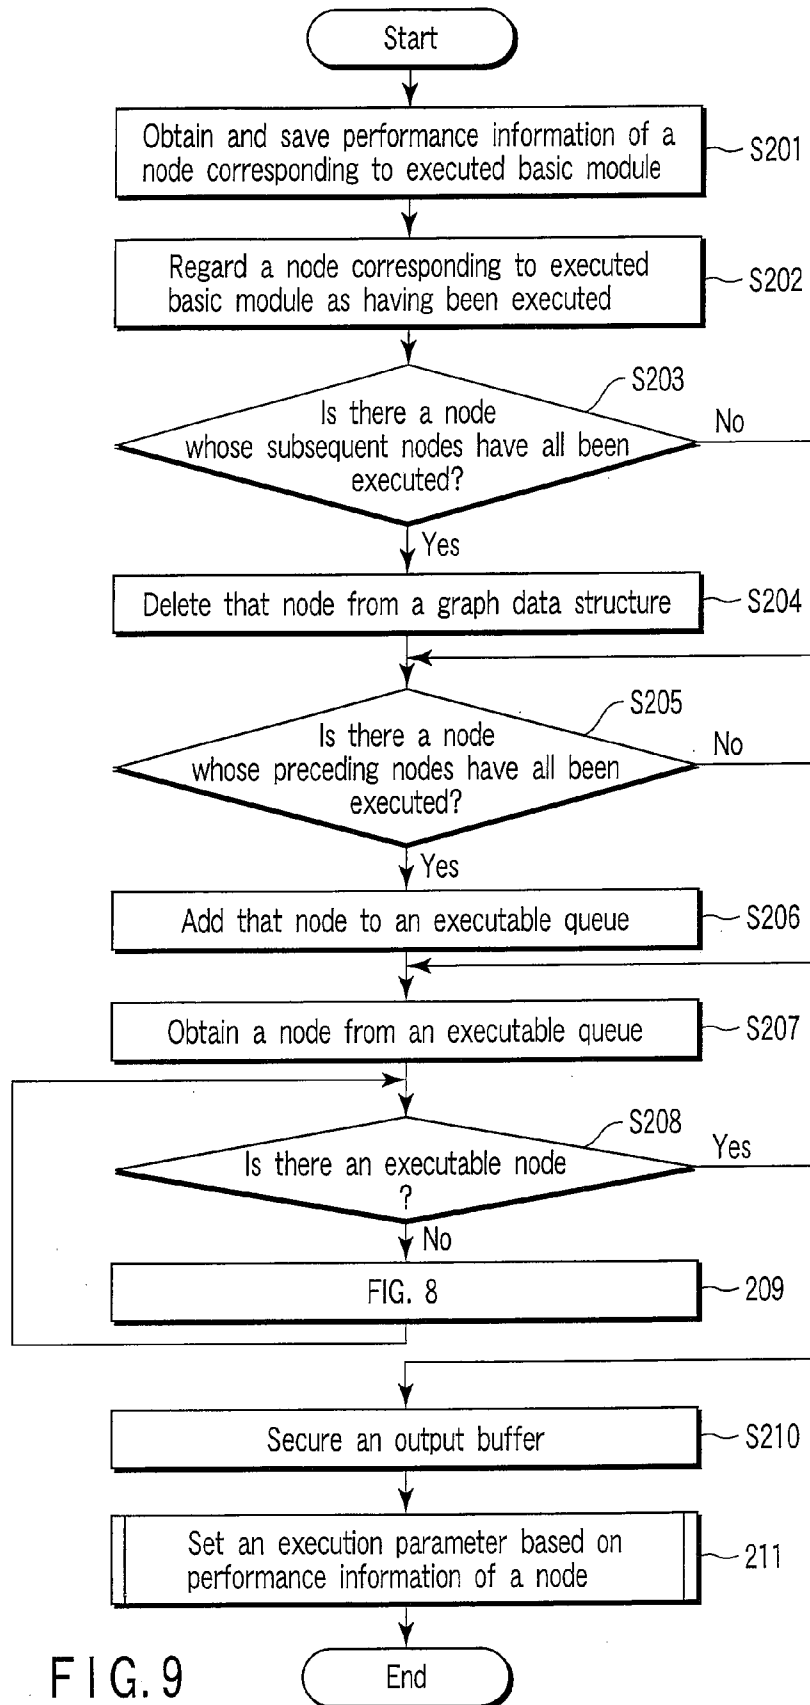 Start
Obtain and save performance information of a
node corresponding to executed basic module
S201
Regard a node corresponding to executed
basic module as having been executed
S202
S203
Is there a node
whose subsequent nodes have all been
executed?
No
Yes
Delete that node from a graph data structure
S204
S205
Is there a node
whose preceding nodes have all been
executed?
No
Yes
Add that node to an executable queue
S206
Obtain a node from an executable queue
S207
S208
Is there an executable node
?
Yes
No
FIG. 8
209
Secure an output buffer
S210
Set an execution parameter based on
performance information of a node
211
End
FIG. 9